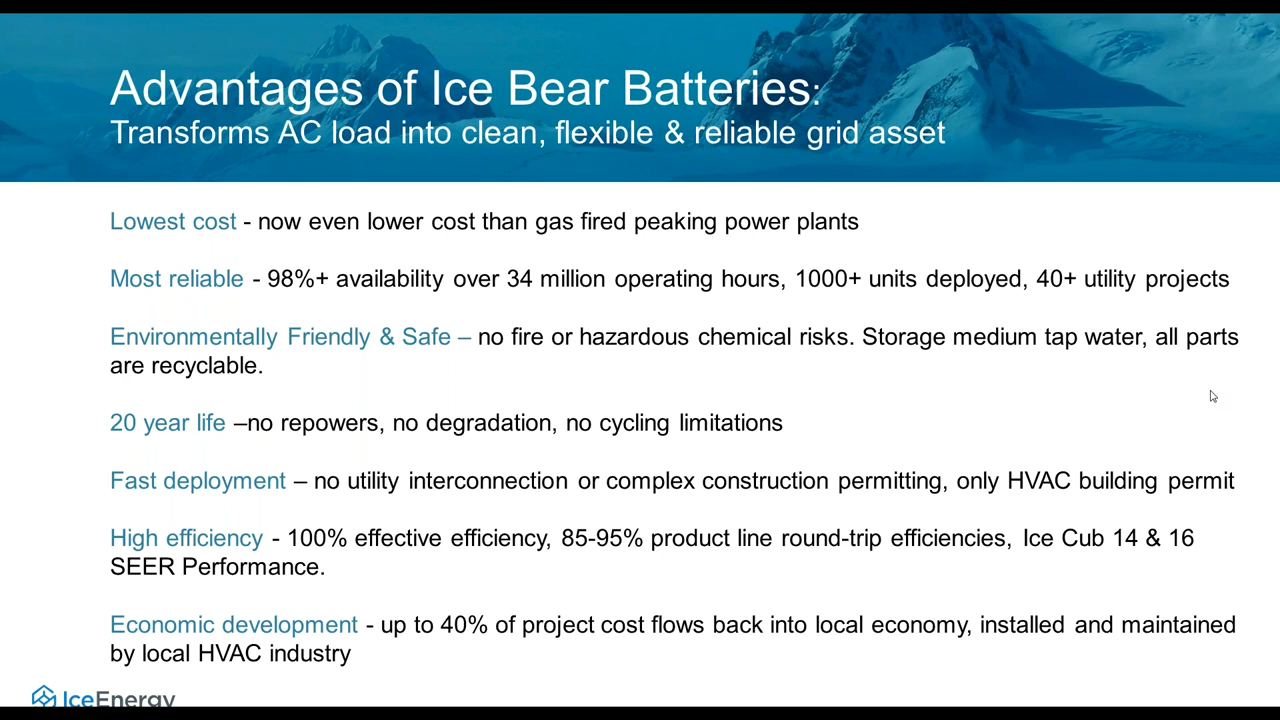 Advantages of Ice Bear Batteries:
Transforms AC load into clean, flexible & reliable grid asset
Lowest cost - now even lower cost than gas fired peaking power plants
Most reliable - 98%+ availability over 34 million operating hours, 1000+ units deployed, 40+ utility projects
Environmentally Friendly & Safe – no fire or hazardous chemical risks. Storage medium tap water, all parts
are recyclable.
20 year life –no repowers, no degradation, no cycling limitations
Fast deployment – no utility interconnection or complex construction permitting, only HVAC building permit
High efficiency - 100% effective efficiency, 85-95% product line round-trip efficiencies, Ice Cub 14 & 16
SEER Performance.
Economic development - up to 40% of project cost flows back into local economy, installed and maintained
by local HVAC industry
IceEnergy